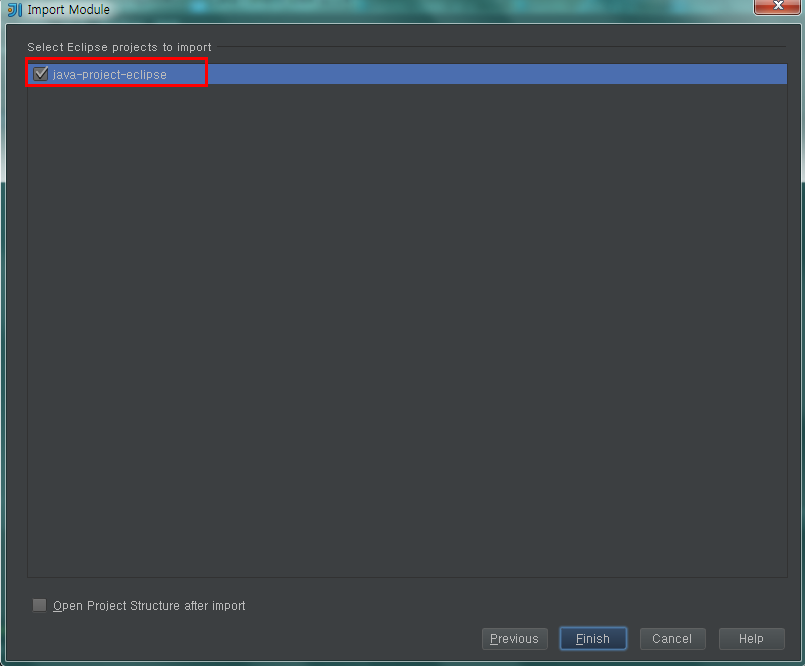 Import Module
Select Eclipse projects to import
java-project-eclipse
Open Project Structure after import
Previous Finish Cancel Help